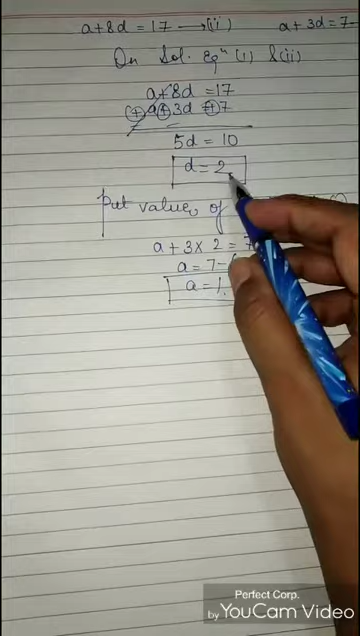 a+8d = 17 → (ii) a+3d = 7
On Sol. Eqⁿ (i) & (ii)
a+8d = 17
a+3d = 7
5d = 10
d = 2
Put value of
a + 3 × 2 = 7
a = 7-
a = 1
Perfect Corp.
by YouCam Video